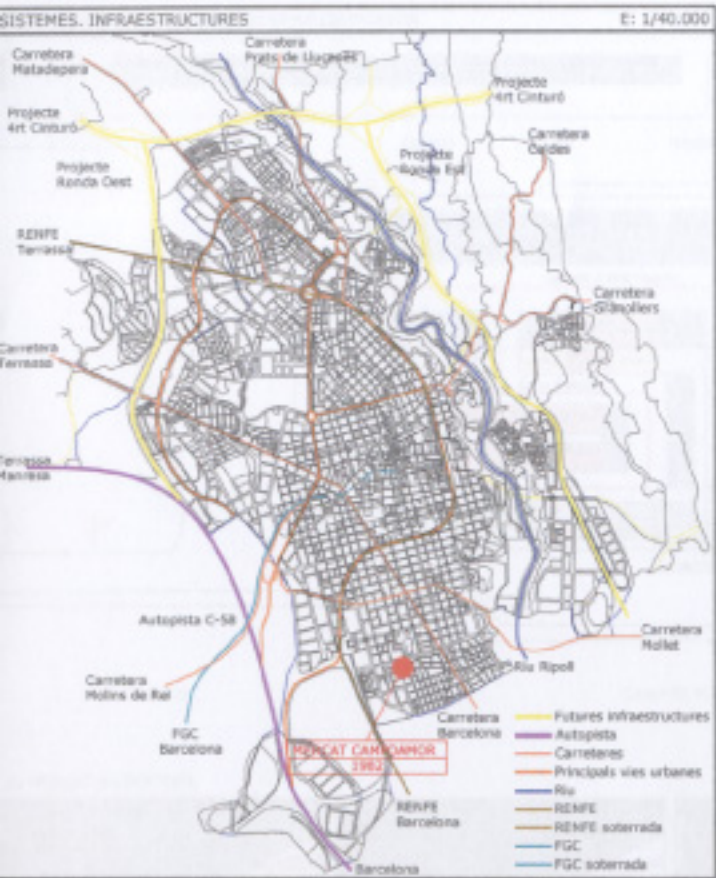 SISTEMES. INFRAESTRUCTURES
E: 1/40.000
Carretera
Matadepera
Carretera
Prats de Lluçanès
Projecte
4rt Cinturó
Projecte
4rt Cinturó
Carretera
Caldes
Projecte
Ronda Est
Projecte
Ronda Oest
RENFE
Terrassa
Carretera
Granollers
Carretera
Terrassa
Terrassa
Manresa
Autopista C-58
Carretera
Mollet
Riu Ripoll
Carretera
Molins de Rei
FGC
Barcelona
Carretera
Barcelona
MERCAT CAMPOAMOR
1982
RENFE
Barcelona
Barcelona
Futures infraestructures
Autopista
Carreteres
Principals vies urbanes
Riu
RENFE
RENFE soterrada
FGC
FGC soterrada